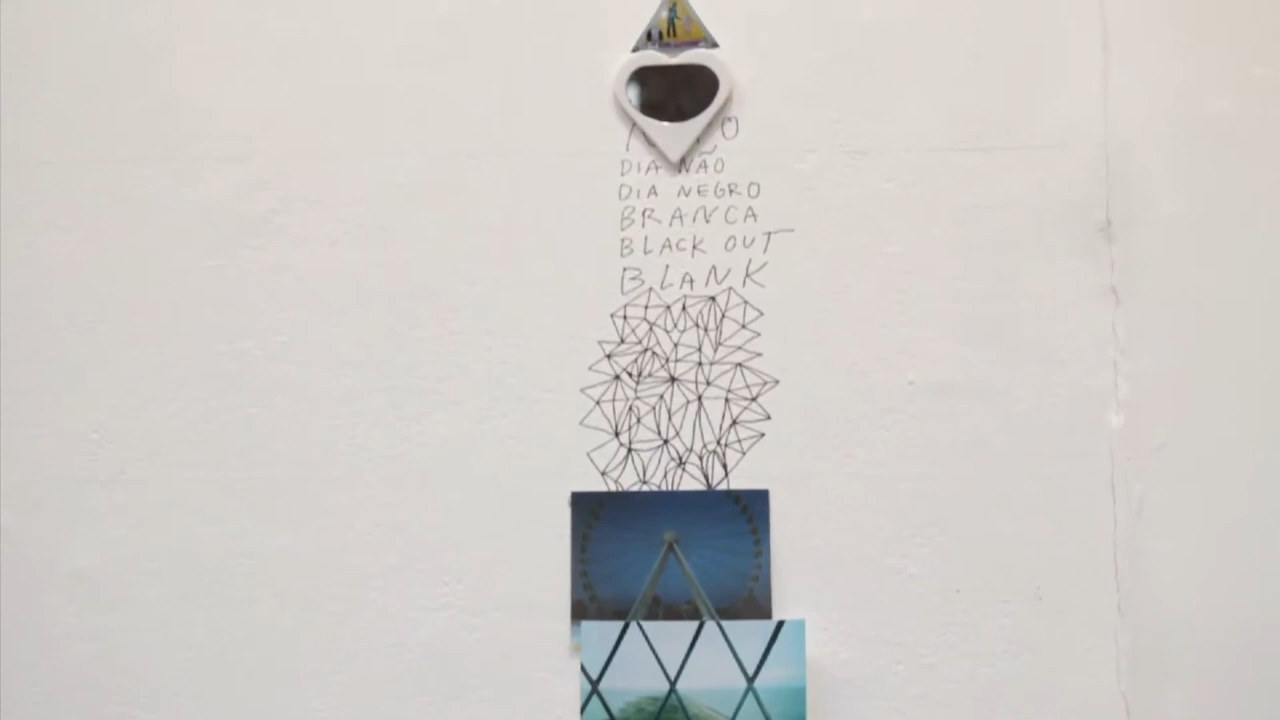 DIA NÃO
DIA NEGRO
BRANCA
BLACK OUT
BLANK